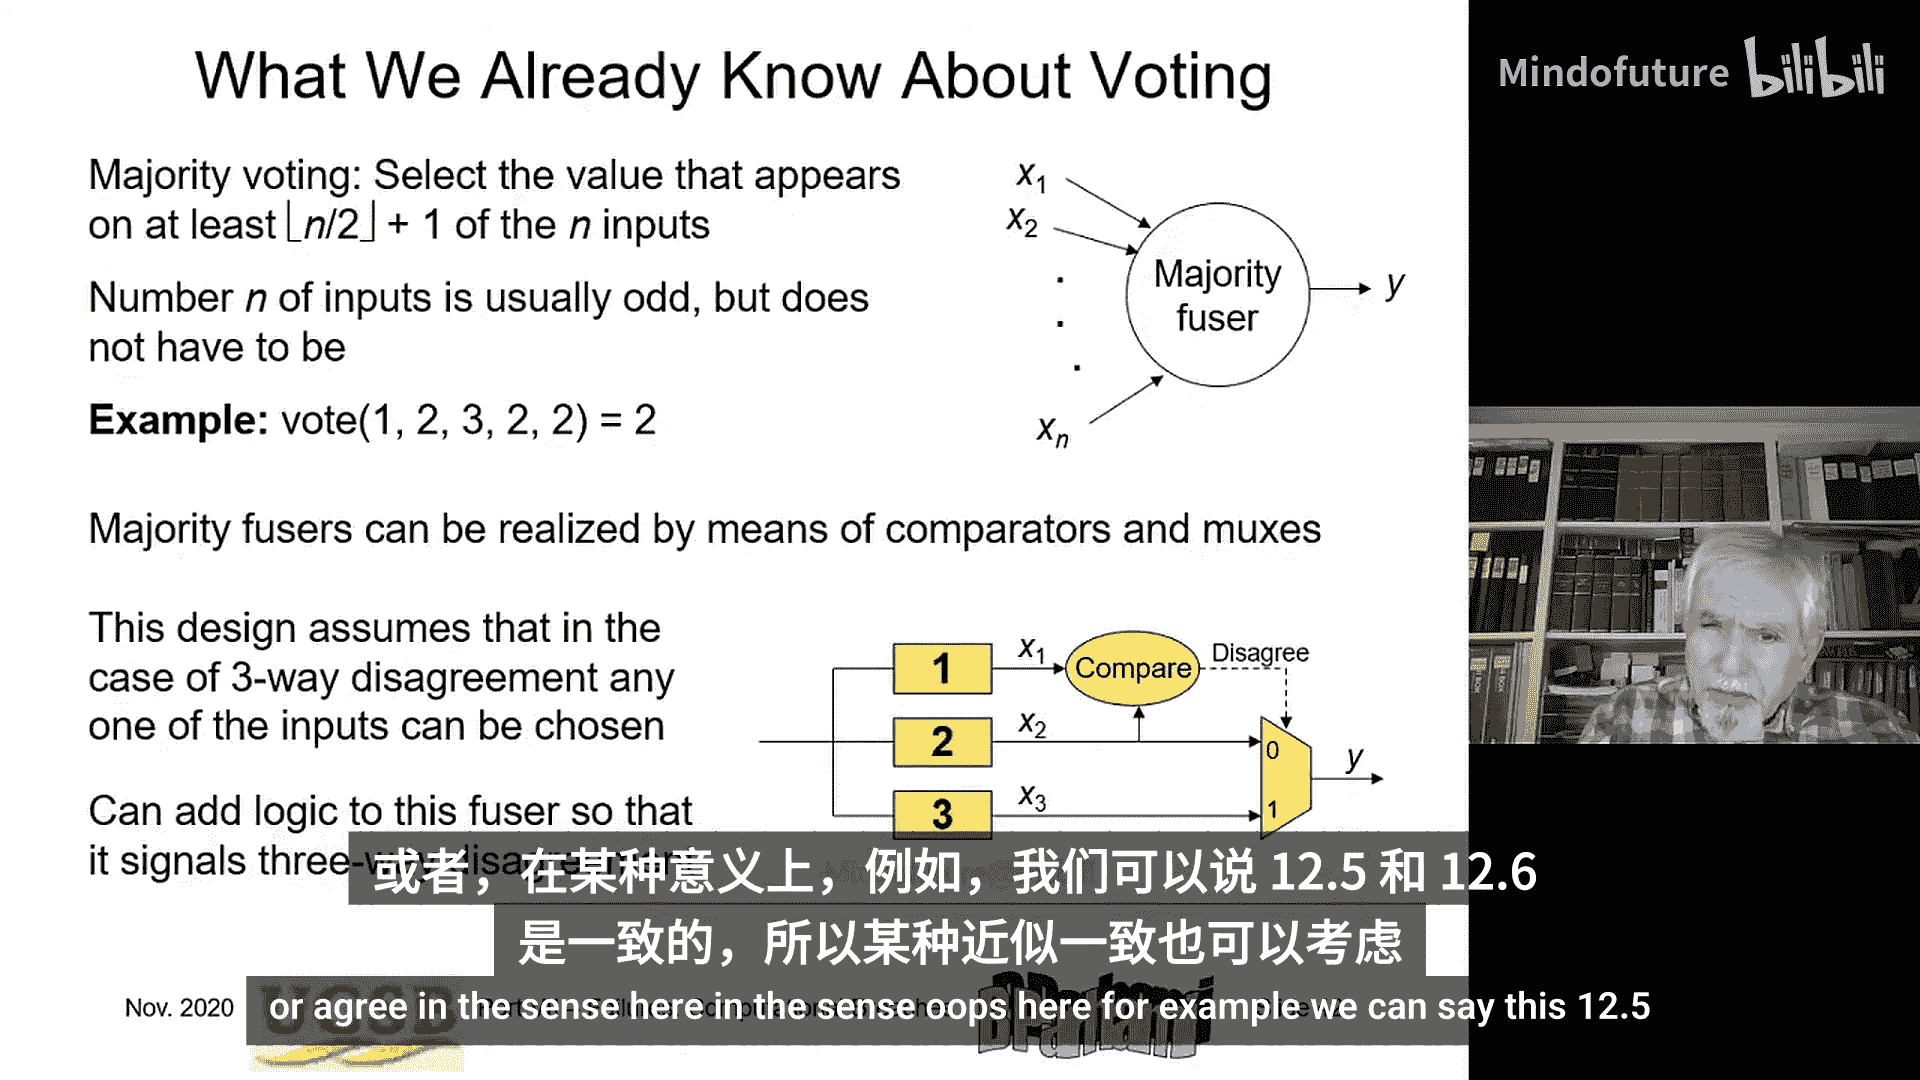 What We Already Know About Voting
Mindofuture bilibili
Majority voting: Select the value that appears
on at least ⌊n/2⌋ + 1 of the n inputs
Number n of inputs is usually odd, but does
not have to be
Example: vote(1, 2, 3, 2, 2) = 2
x1
x2
.
.
.
xn
Majority
fuser
y
Majority fusers can be realized by means of comparators and muxes
This design assumes that in the
case of 3-way disagreement any
one of the inputs can be chosen
Can add logic to this fuser so that
it signals three-way disagreement
1
x1
Compare
Disagree
2
x2
0
y
3
x3
1
或者，在某种意义上，例如，我们可以说 12.5 和 12.6
是一致的，所以某种近似一致也可以考虑
Nov. 2020
UCSB
B. Parhami
or agree in the sense here in the sense oops here for example we can say this 12.5